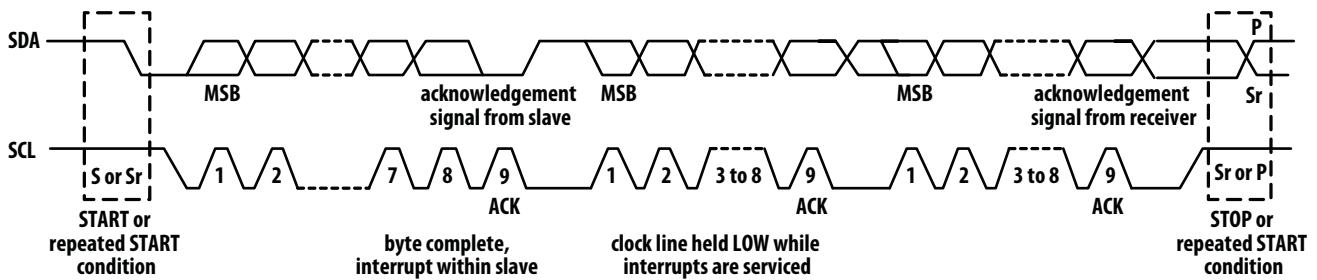 P
SDA
MSB
acknowledgement
signal from slave
MSB
MSB
acknowledgement
signal from receiver
Sr
SCL
S or Sr
1
2
7
8
9
1
2
3 to 8
9
1
2
3 to 8
9
Sr or P
ACK
ACK
ACK
START or
repeated START
condition
byte complete,
interrupt within slave
clock line held LOW while
interrupts are serviced
STOP or
repeated START
condition